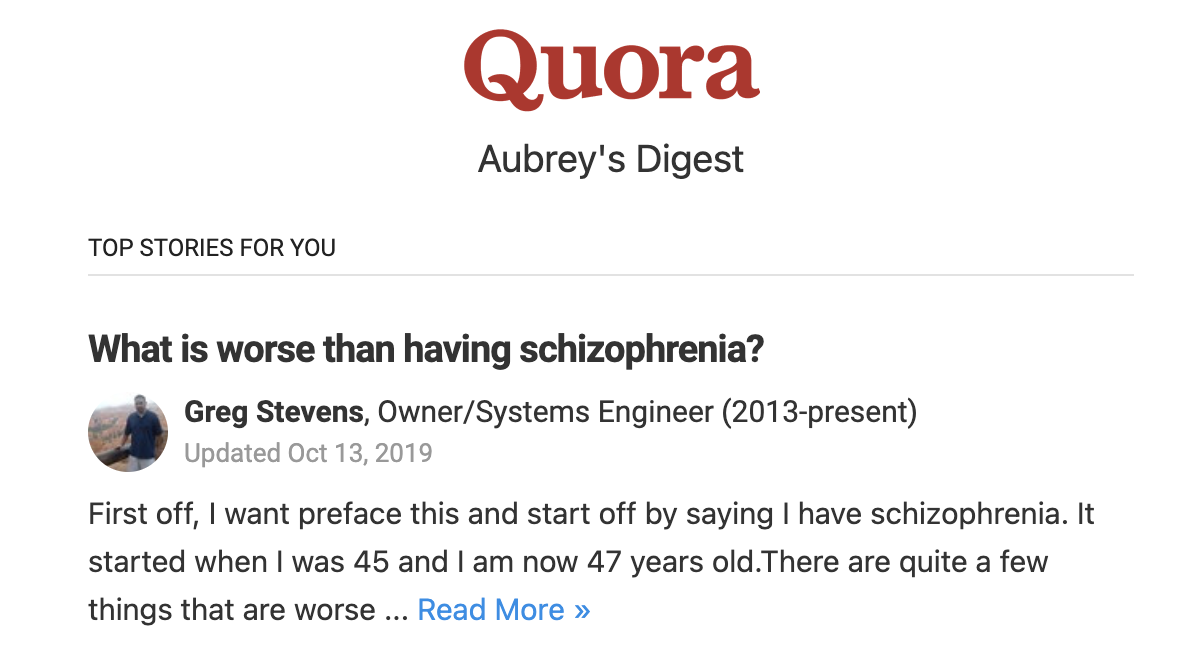 Quora
Aubrey's Digest
TOP STORIES FOR YOU
What is worse than having schizophrenia?
Greg Stevens, Owner/Systems Engineer (2013-present)
Updated Oct 13, 2019
First off, I want preface this and start off by saying I have schizophrenia. It
started when I was 45 and I am now 47 years old.There are quite a few
things that are worse ... Read More »